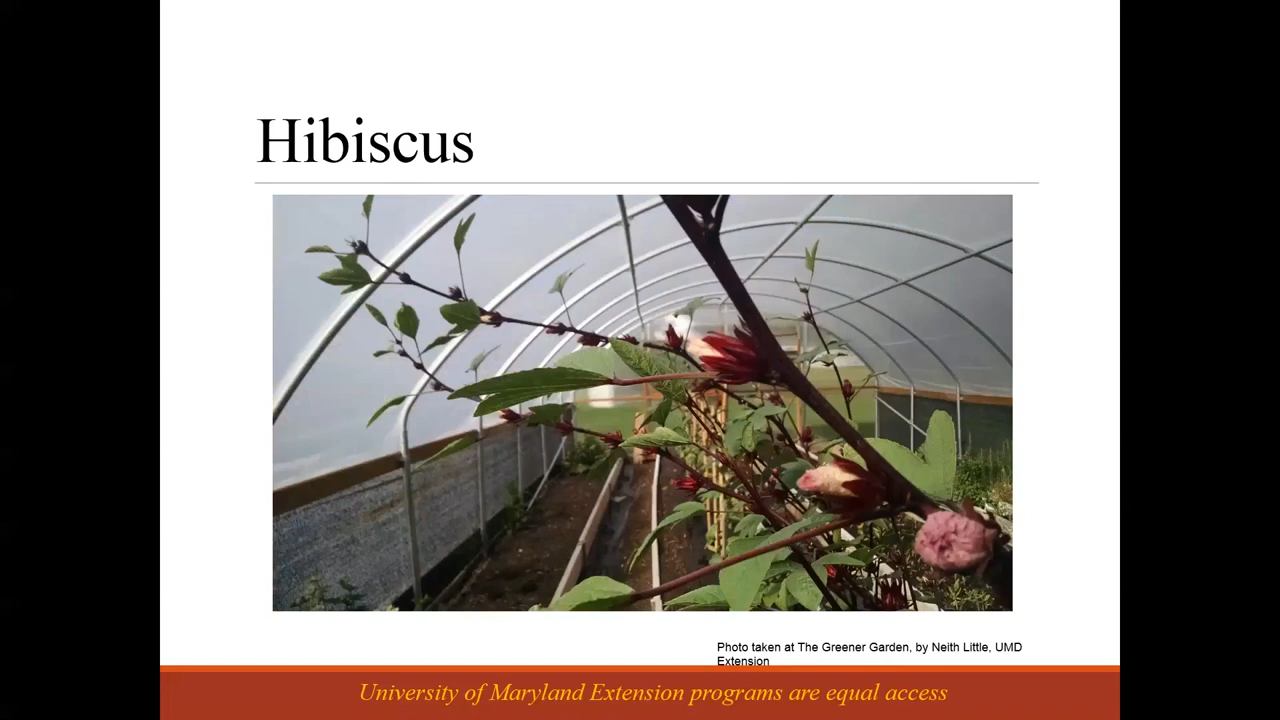 Hibiscus
Photo taken at The Greener Garden, by Neith Little, UMD
Extension
University of Maryland Extension programs are equal access